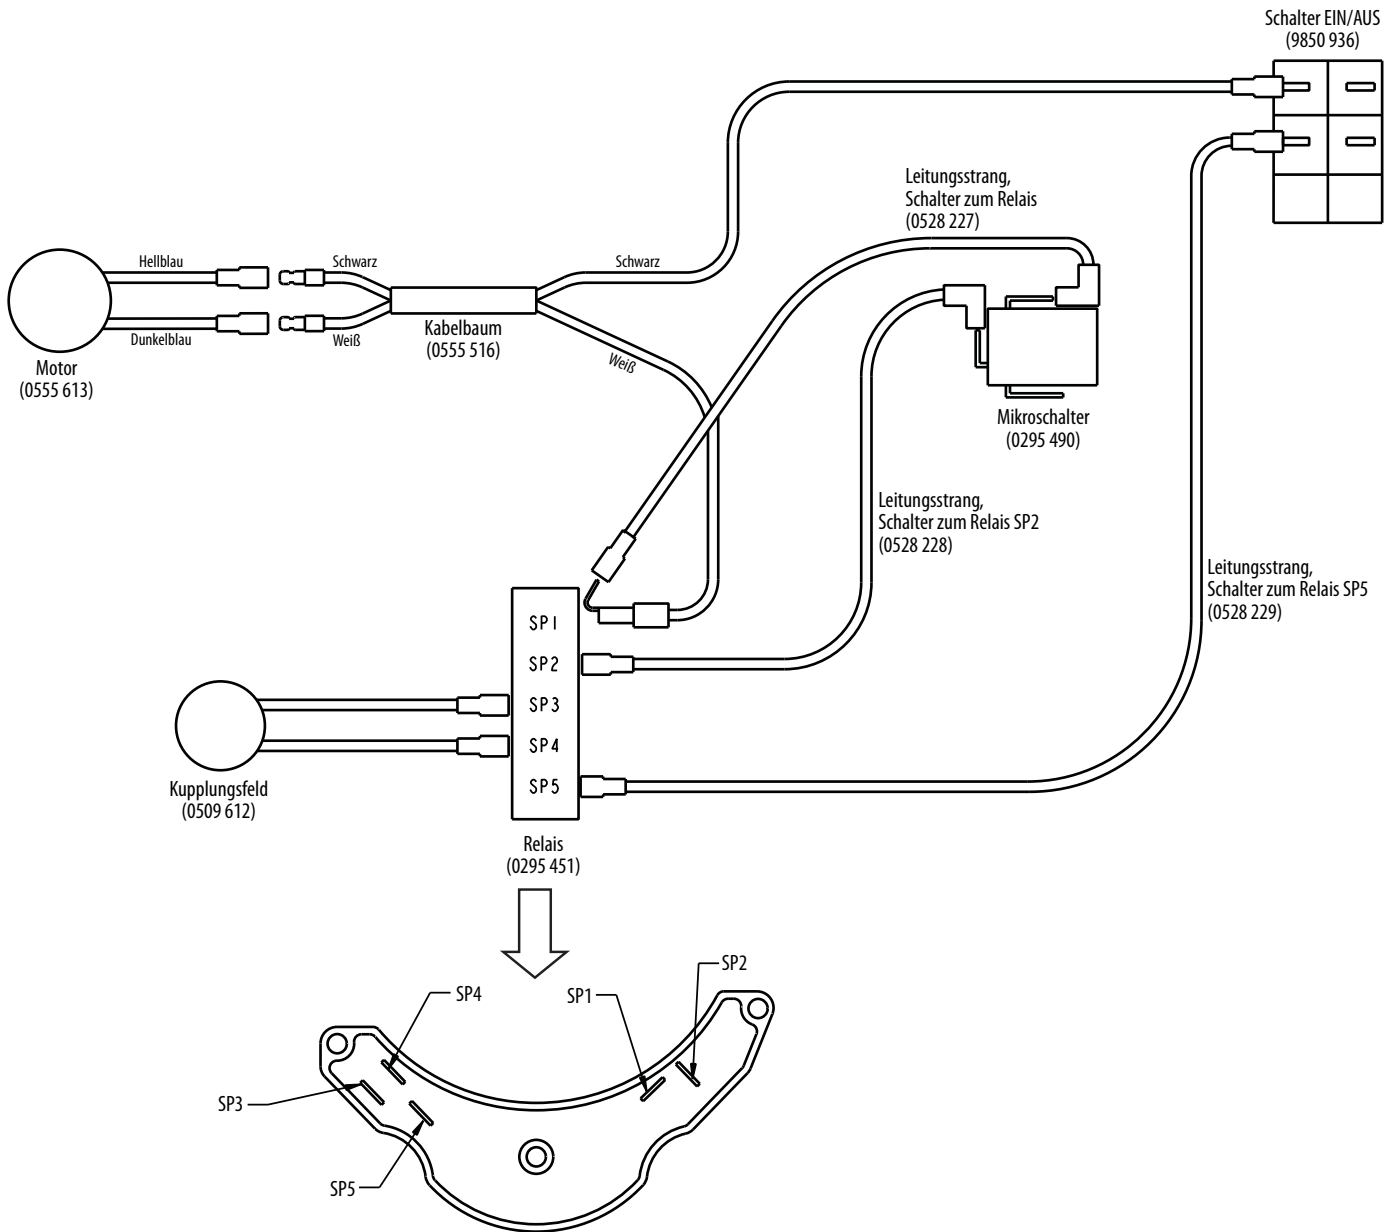 Schalter EIN/AUS
(9850 936)
Leitungsstrang,
Schalter zum Relais
(0528 227)
Hellblau
Schwarz
Schwarz
Dunkelblau
Weiß
Kabelbaum
(0555 516)
Weiß
Motor
(0555 613)
Mikroschalter
(0295 490)
Leitungsstrang,
Schalter zum Relais SP2
(0528 228)
Leitungsstrang,
Schalter zum Relais SP5
(0528 229)
SP1
SP2
SP3
SP4
SP5
Kupplungsfeld
(0509 612)
Relais
(0295 451)
SP2
SP4
SP1
SP3
SP5